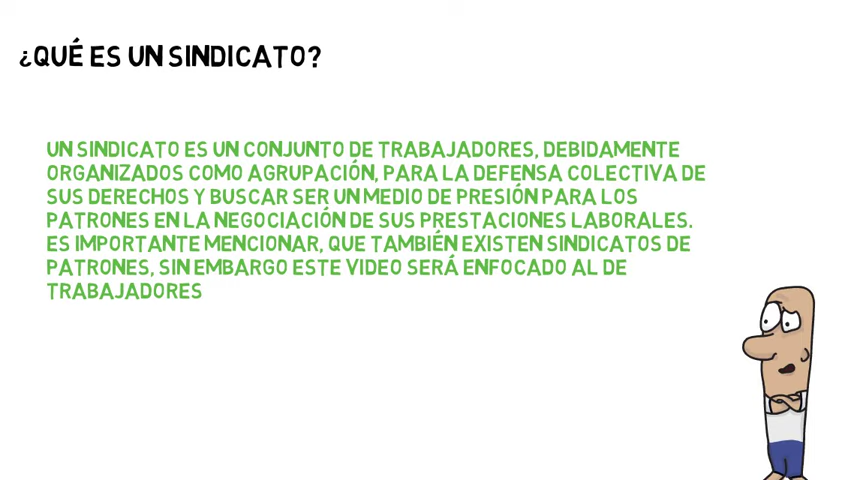 ¿QUÉ ES UN SINDICATO?
UN SINDICATO ES UN CONJUNTO DE TRABAJADORES, DEBIDAMENTE
ORGANIZADOS COMO AGRUPACIÓN, PARA LA DEFENSA COLECTIVA DE
SUS DERECHOS Y BUSCAR SER UN MEDIO DE PRESIÓN PARA LOS
PATRONES EN LA NEGOCIACIÓN DE SUS PRESTACIONES LABORALES.
ES IMPORTANTE MENCIONAR, QUE TAMBIÉN EXISTEN SINDICATOS DE
PATRONES, SIN EMBARGO ESTE VIDEO SERÁ ENFOCADO AL DE
TRABAJADORES